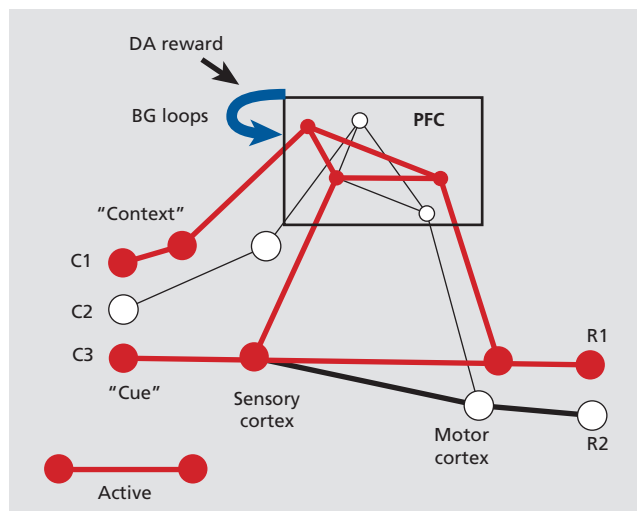 DA reward
BG loops
PFC
"Context"
C1
C2
C3
R1
"Cue"
Sensory
cortex
Motor
cortex
R2
Active